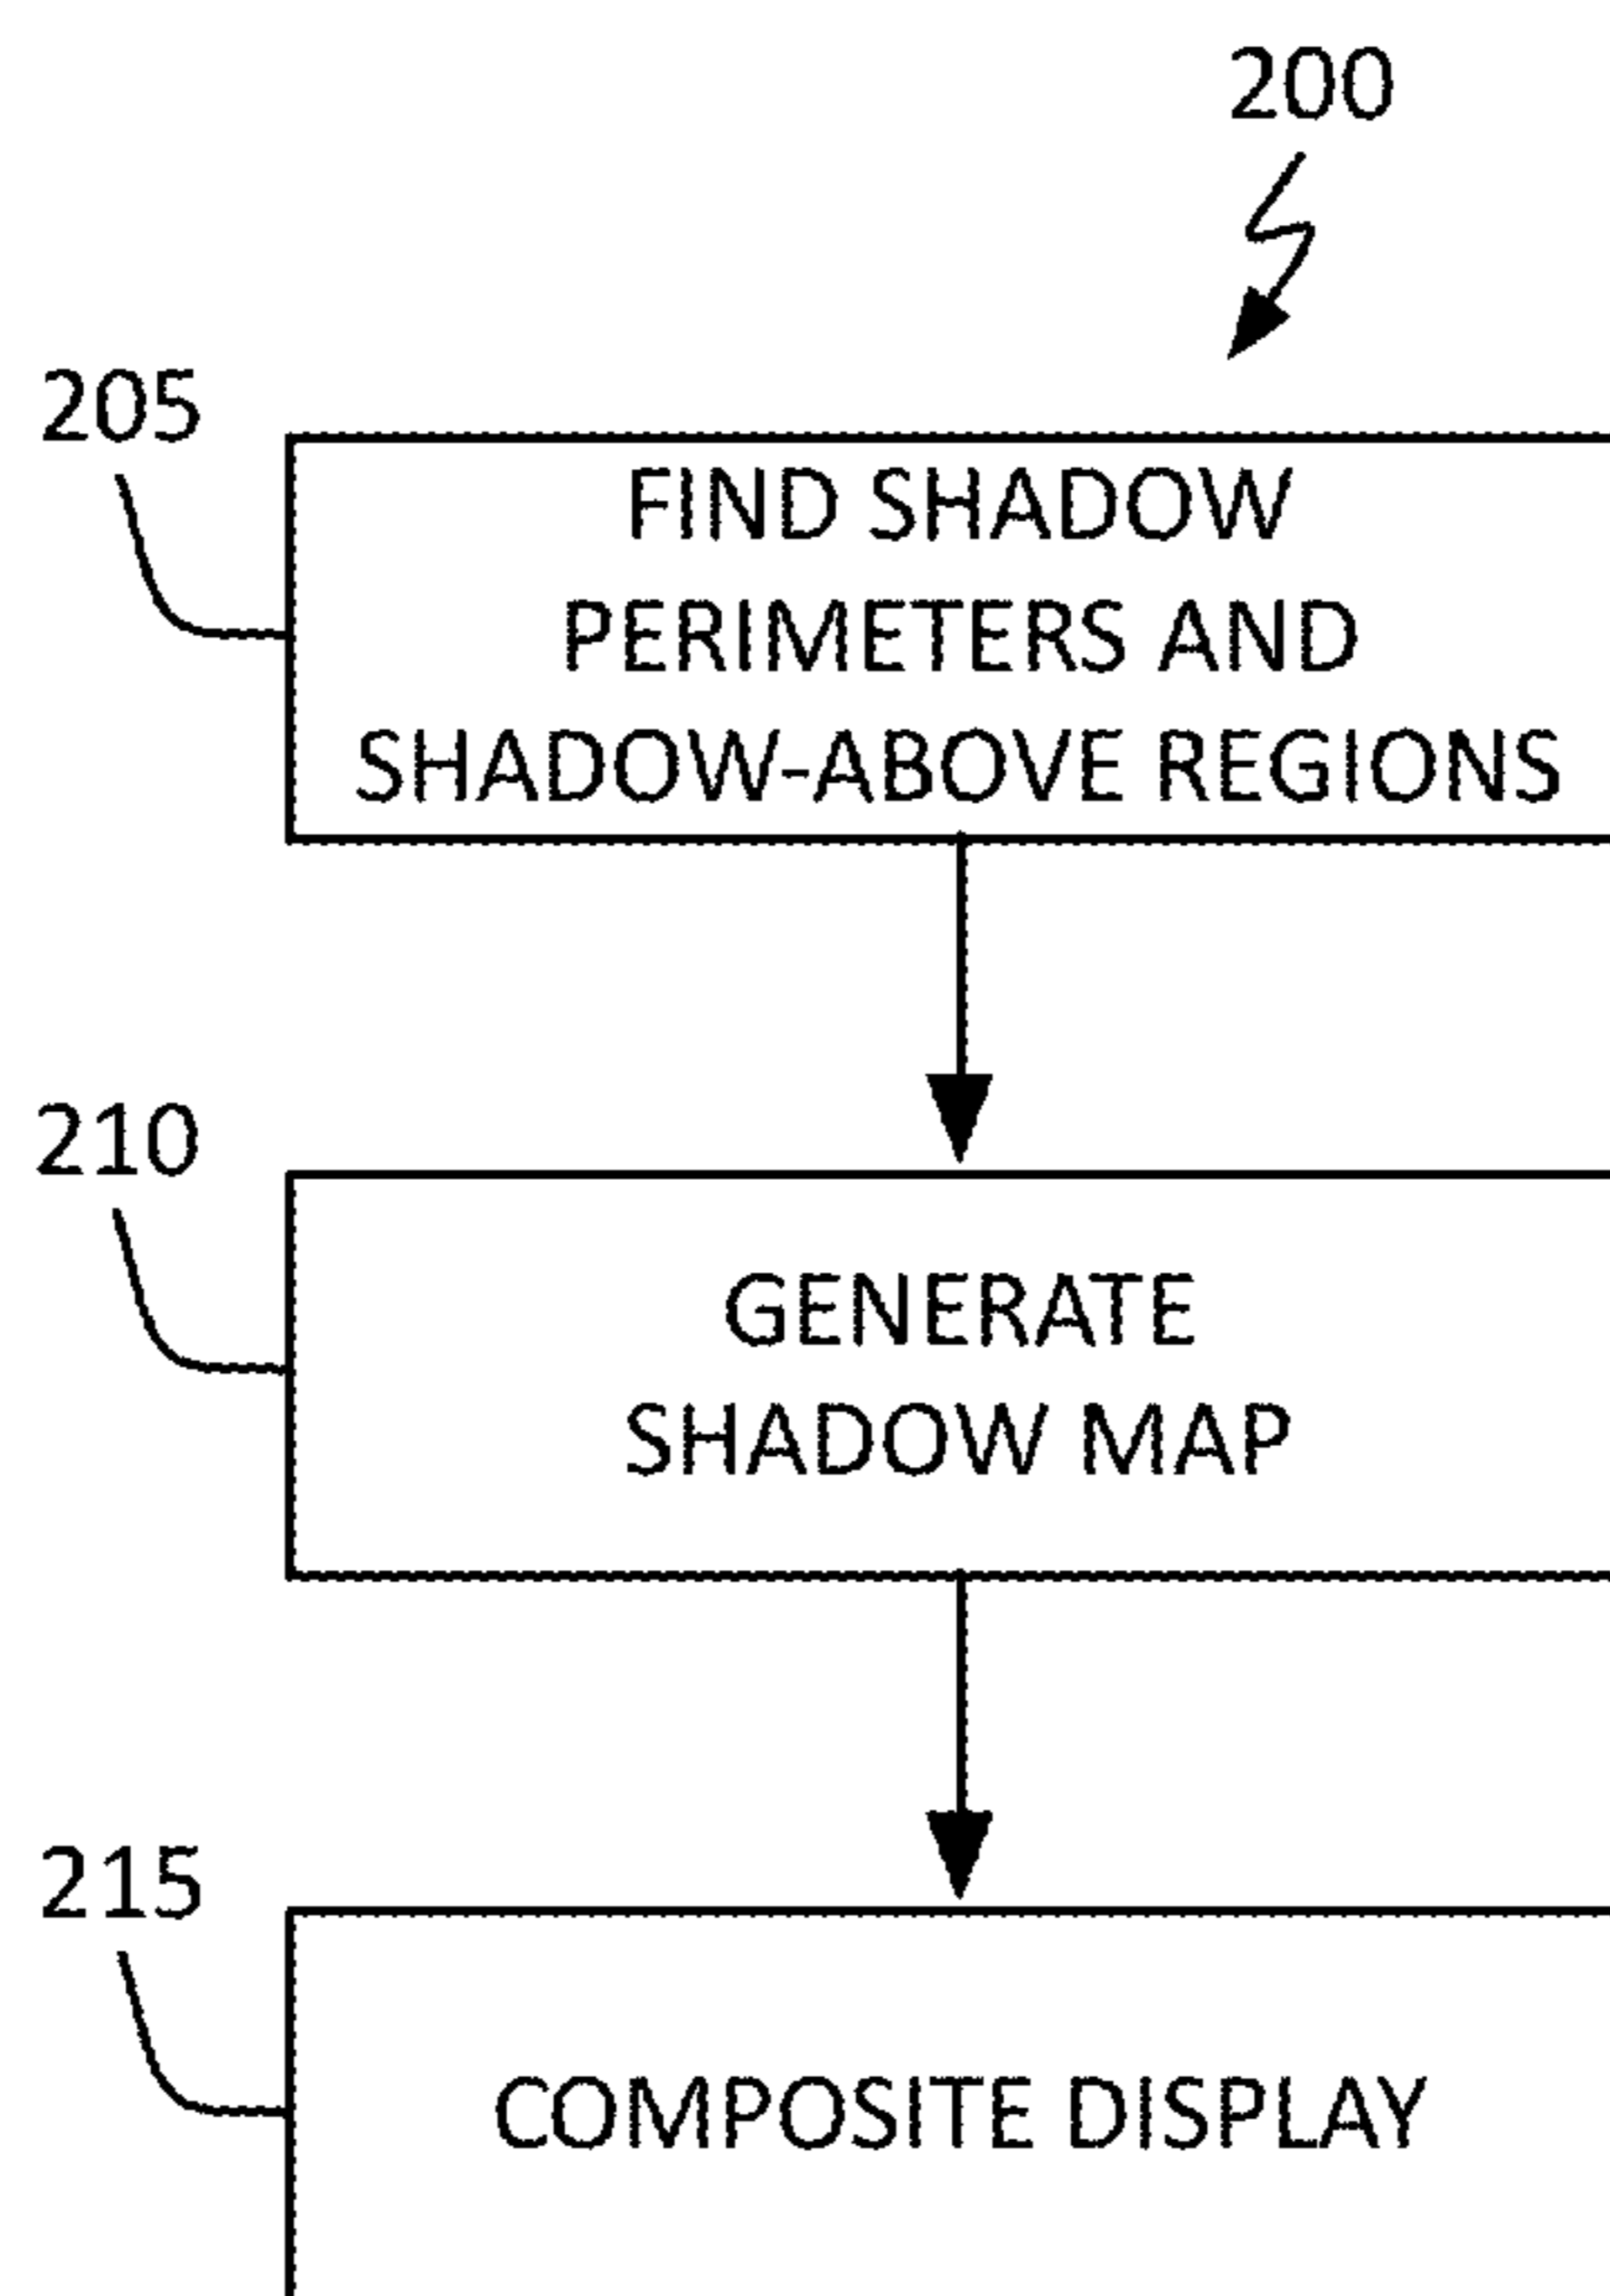 200
205
FIND SHADOW
PERIMETERS AND
SHADOW-ABOVE REGIONS
210
GENERATE
SHADOW MAP
215
COMPOSITE DISPLAY